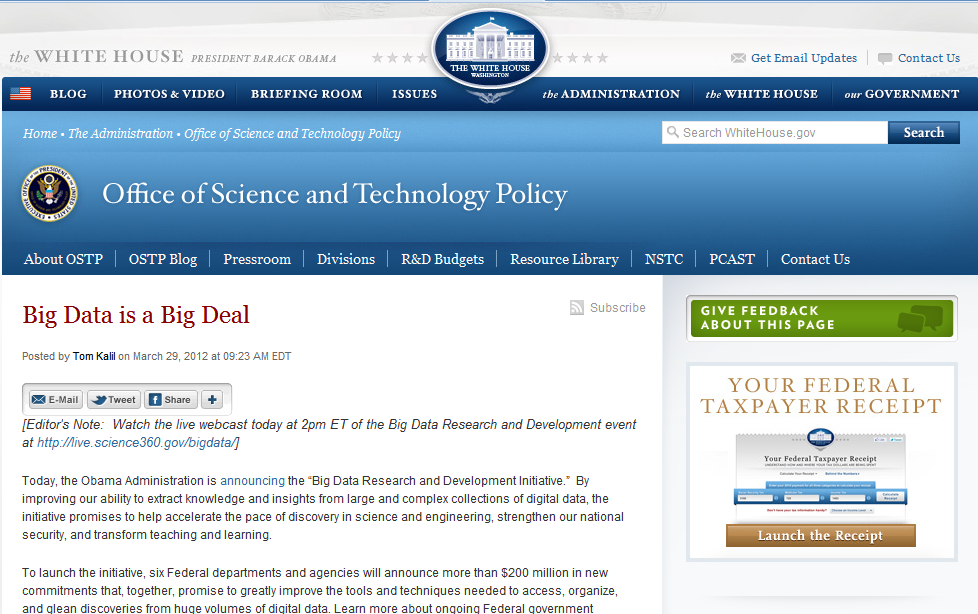 the WHITE HOUSE PRESIDENT BARACK OBAMA
THE WHITE HOUSE
WASHINGTON
Get Email Updates
Contact Us
BLOG
PHOTOS & VIDEO
BRIEFING ROOM
ISSUES
the ADMINISTRATION
the WHITE HOUSE
our GOVERNMENT
Home • The Administration • Office of Science and Technology Policy
Search WhiteHouse.gov
Search
Office of Science and Technology Policy
About OSTP
OSTP Blog
Pressroom
Divisions
R&D Budgets
Resource Library
NSTC
PCAST
Contact Us
Big Data is a Big Deal
Subscribe
Posted by Tom Kalil on March 29, 2012 at 09:23 AM EDT
E-Mail
Tweet
Share
[Editor's Note:  Watch the live webcast today at 2pm ET of the Big Data Research and Development event
at http://live.science360.gov/bigdata/]
Today, the Obama Administration is announcing the “Big Data Research and Development Initiative.”  By
improving our ability to extract knowledge and insights from large and complex collections of digital data, the
initiative promises to help accelerate the pace of discovery in science and engineering, strengthen our national
security, and transform teaching and learning.
To launch the initiative, six Federal departments and agencies will announce more than $200 million in new
commitments that, together, promise to greatly improve the tools and techniques needed to access, organize,
and glean discoveries from huge volumes of digital data. Learn more about ongoing Federal government
GIVE FEEDBACK
ABOUT THIS PAGE
YOUR FEDERAL
TAXPAYER RECEIPT
Your Federal Taxpayer Receipt
UNDERSTAND HOW AND WHERE YOUR TAX DOLLARS ARE BEING SPENT
Launch the Receipt